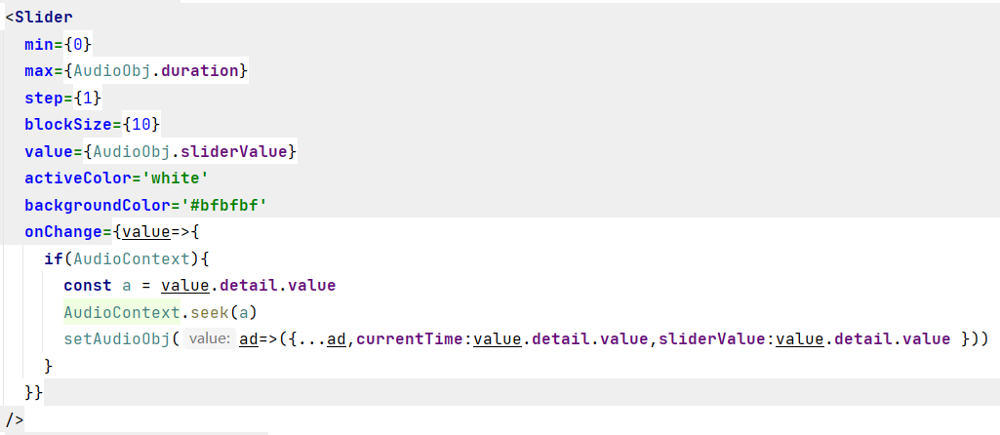 <Slider
min={0}
max={AudioObj.duration}
step={1}
blockSize={10}
value={AudioObj.sliderValue}
activeColor='white'
backgroundColor='#bfbfbf'
onChange={value=>{
if(AudioContext){
const a = value.detail.value
AudioContext.seek(a)
setAudioObj( value: ad=>({...ad,currentTime:value.detail.value,sliderValue:value.detail.value }))
}
}}
/>